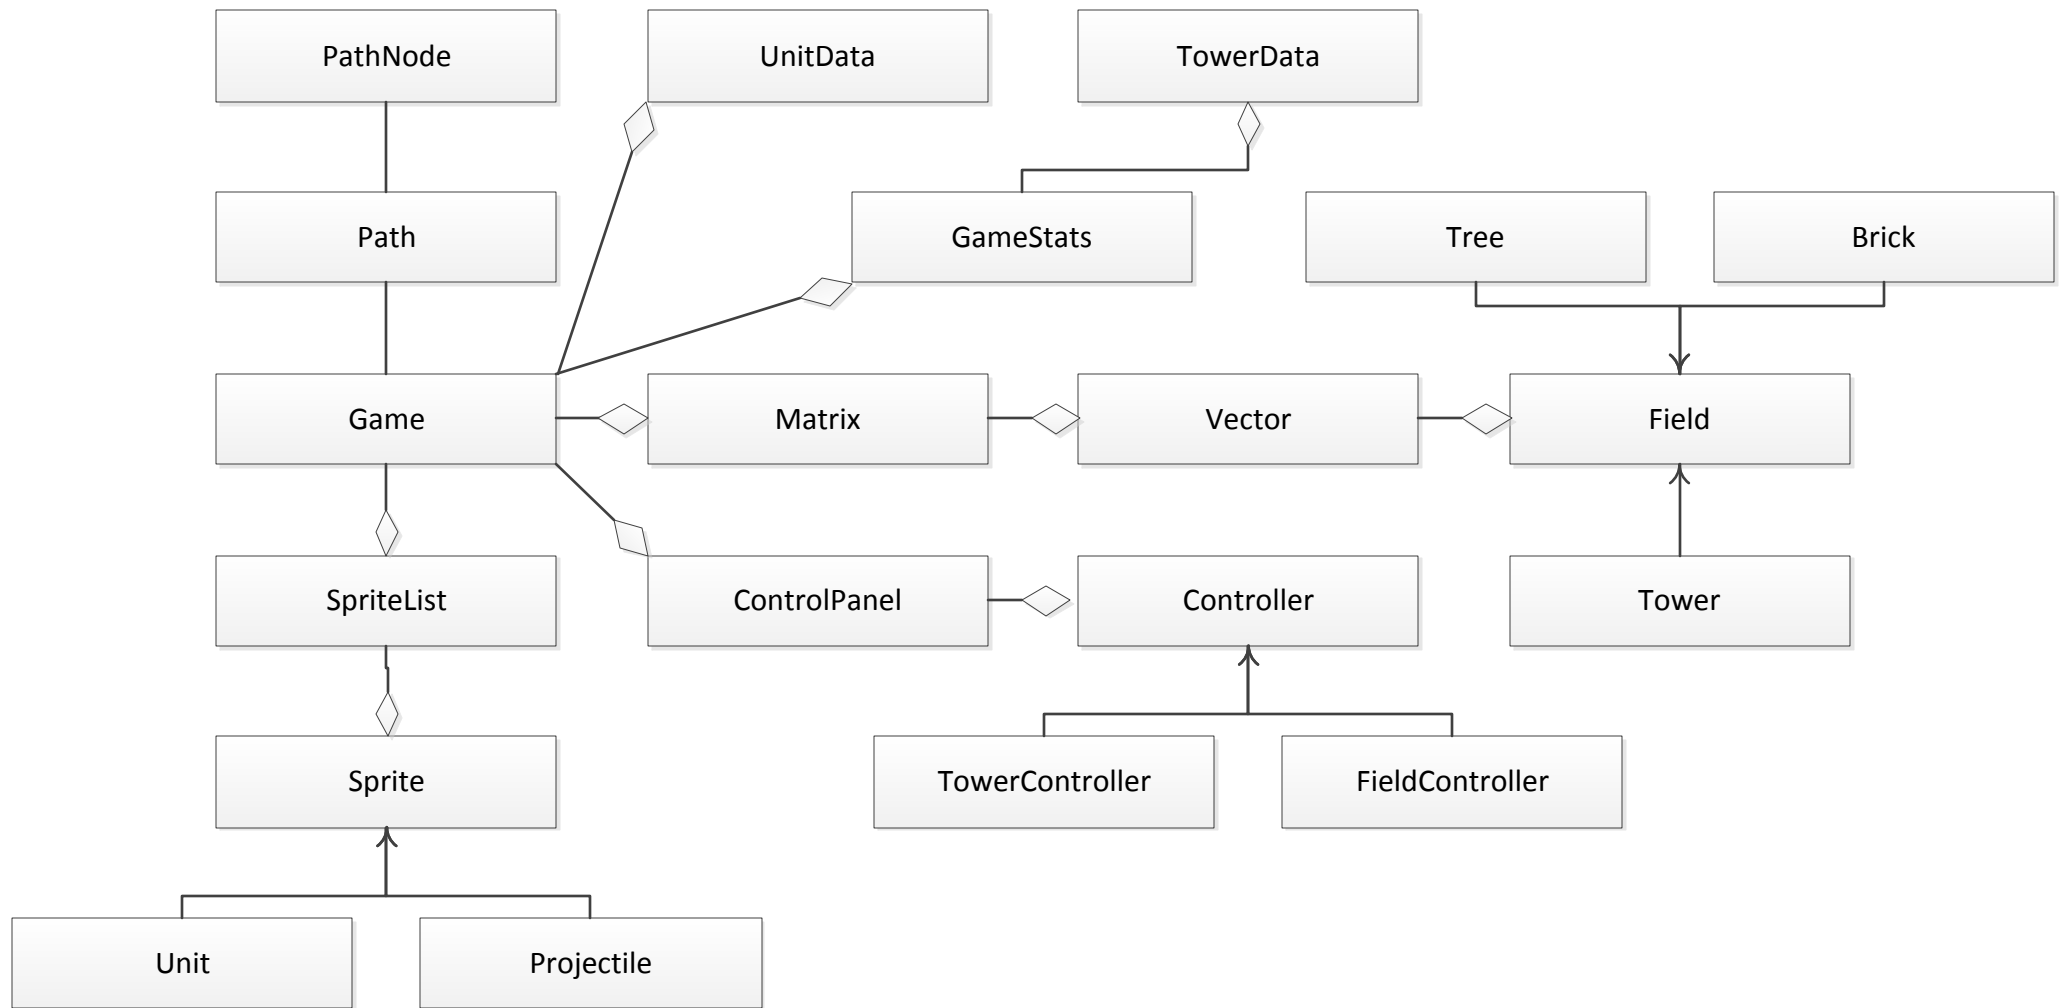 PathNode
UnitData
TowerData
Path
GameStats
Tree
Brick
Game
Matrix
Vector
Field
SpriteList
ControlPanel
Controller
Tower
Sprite
TowerController
FieldController
Unit
Projectile